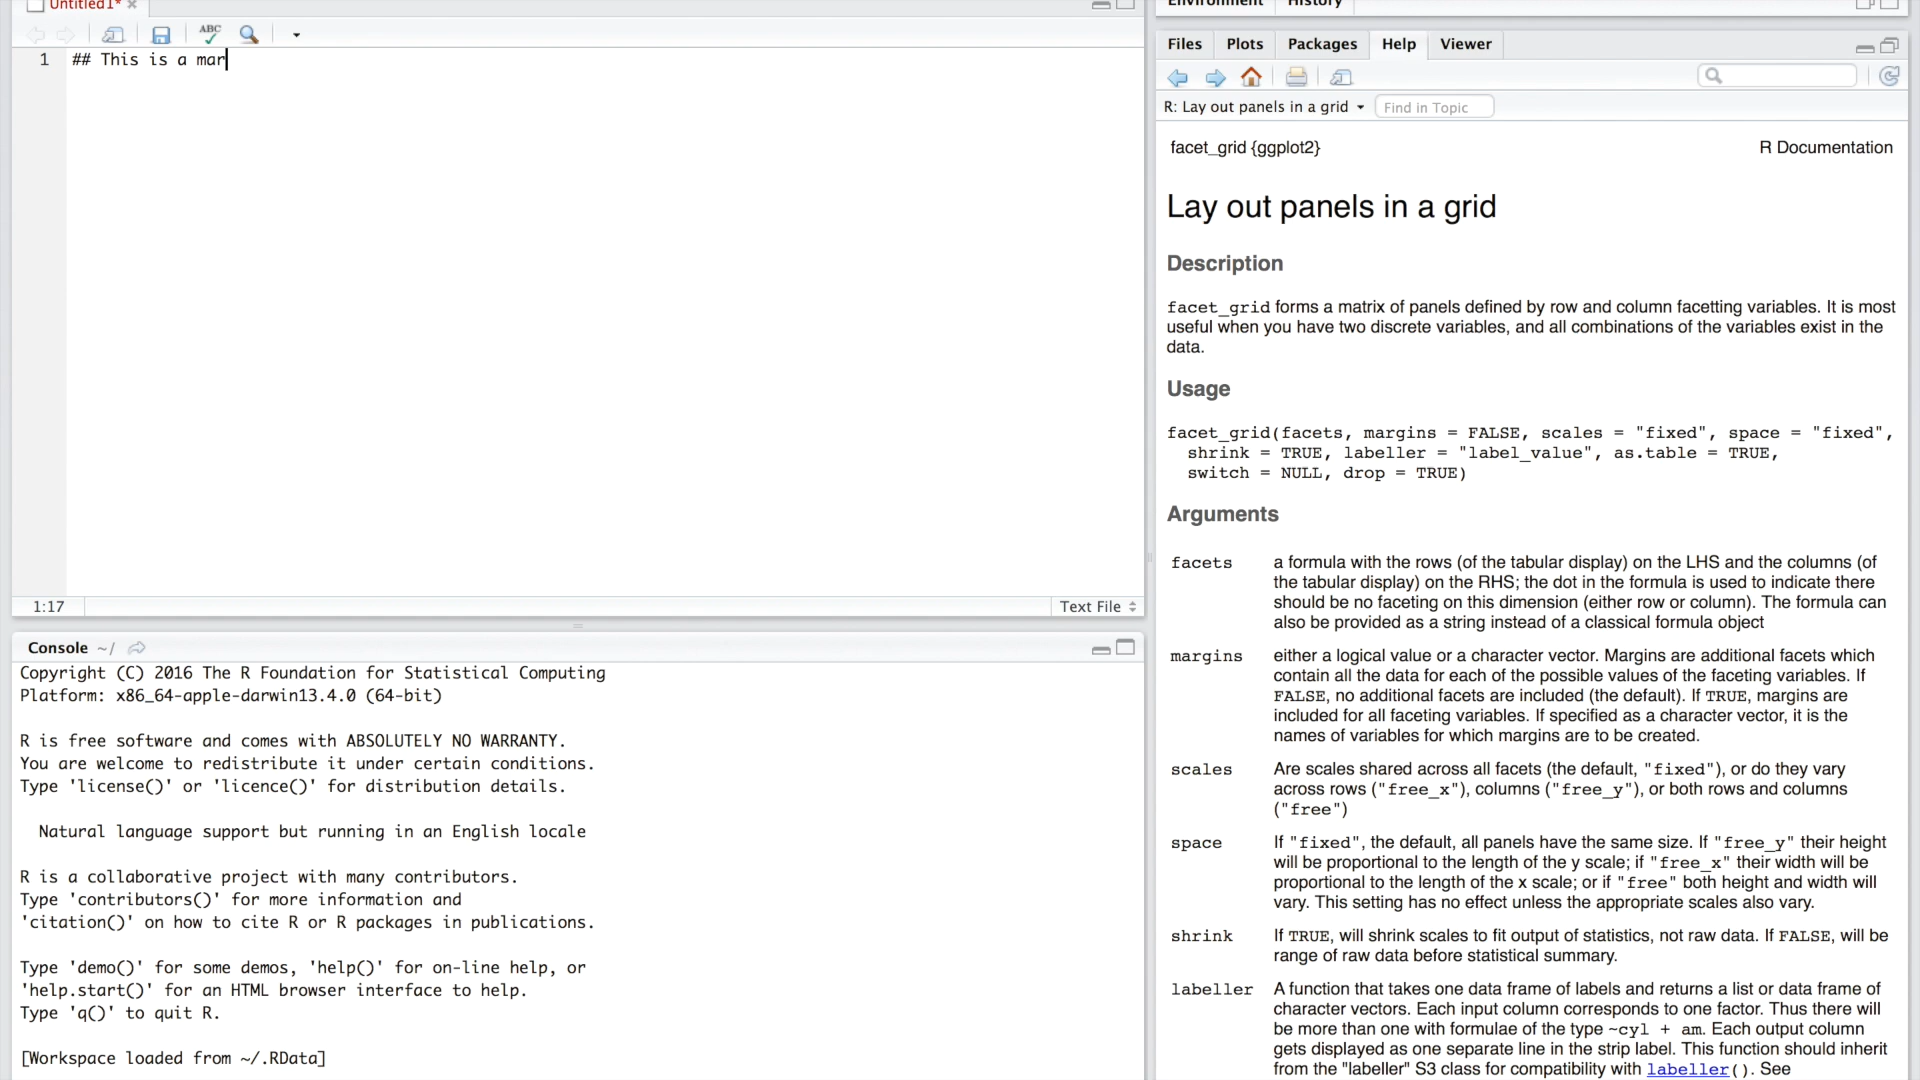 Untitled1*
ABC
1 ## This is a mar
1:17
Text File
Console ~/
Copyright (C) 2016 The R Foundation for Statistical Computing
Platform: x86_64-apple-darwin13.4.0 (64-bit)
R is free software and comes with ABSOLUTELY NO WARRANTY.
You are welcome to redistribute it under certain conditions.
Type 'license()' or 'licence()' for distribution details.
Natural language support but running in an English locale
R is a collaborative project with many contributors.
Type 'contributors()' for more information and
'citation()' on how to cite R or R packages in publications.
Type 'demo()' for some demos, 'help()' for on-line help, or
'help.start()' for an HTML browser interface to help.
Type 'q()' to quit R.
[Workspace loaded from ~/.RData]
Environment History
Files Plots Packages Help Viewer
R: Lay out panels in a grid Find in Topic
facet_grid {ggplot2} R Documentation
Lay out panels in a grid
Description
facet_grid forms a matrix of panels defined by row and column facetting variables. It is most
useful when you have two discrete variables, and all combinations of the variables exist in the
data.
Usage
facet_grid(facets, margins = FALSE, scales = "fixed", space = "fixed",
shrink = TRUE, labeller = "label_value", as.table = TRUE,
switch = NULL, drop = TRUE)
Arguments
facets a formula with the rows (of the tabular display) on the LHS and the columns (of
the tabular display) on the RHS; the dot in the formula is used to indicate there
should be no faceting on this dimension (either row or column). The formula can
also be provided as a string instead of a classical formula object
margins either a logical value or a character vector. Margins are additional facets which
contain all the data for each of the possible values of the faceting variables. If
FALSE, no additional facets are included (the default). If TRUE, margins are
included for all faceting variables. If specified as a character vector, it is the
names of variables for which margins are to be created.
scales Are scales shared across all facets (the default, "fixed"), or do they vary
across rows ("free_x"), columns ("free_y"), or both rows and columns
("free")
space If "fixed", the default, all panels have the same size. If "free_y" their height
will be proportional to the length of the y scale; if "free_x" their width will be
proportional to the length of the x scale; or if "free" both height and width will
vary. This setting has no effect unless the appropriate scales also vary.
shrink If TRUE, will shrink scales to fit output of statistics, not raw data. If FALSE, will be
range of raw data before statistical summary.
labeller A function that takes one data frame of labels and returns a list or data frame of
character vectors. Each input column corresponds to one factor. Thus there will
be more than one with formulae of the type ~cyl + am. Each output column
gets displayed as one separate line in the strip label. This function should inherit
from the "labeller" S3 class for compatibility with labeller(). See